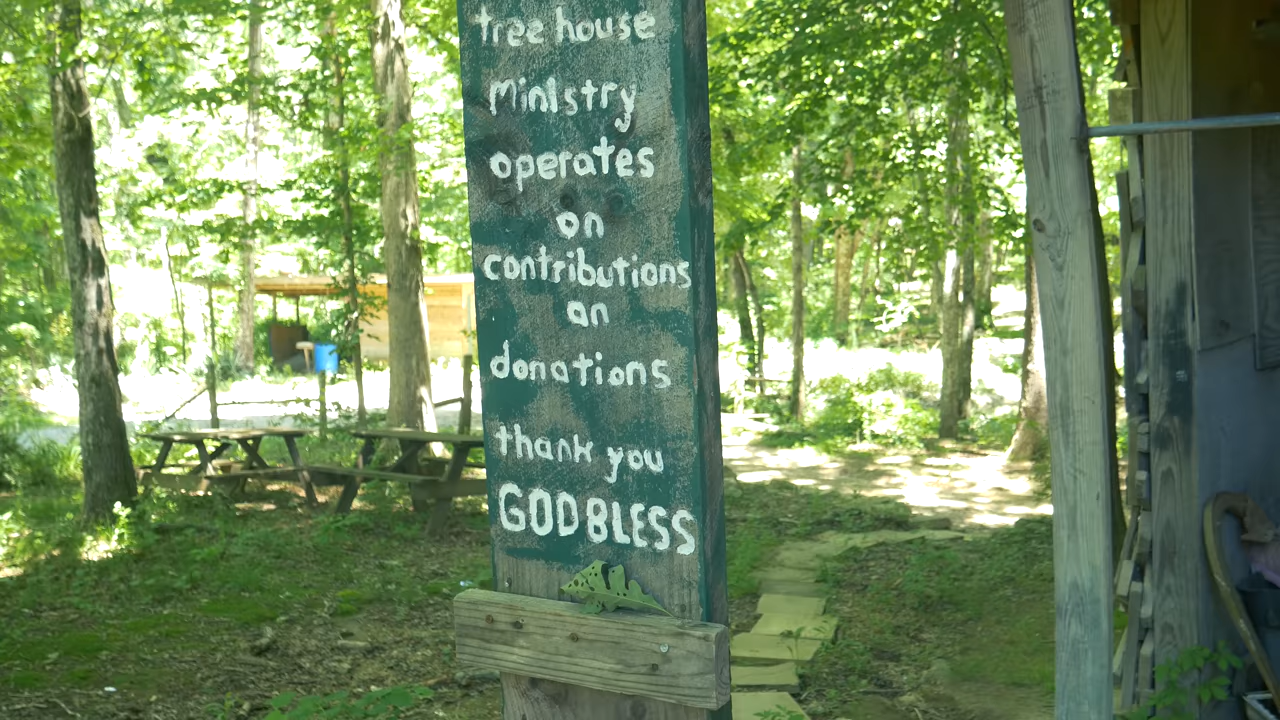 tree house
Ministry
operates
on
contributions
an
donations
thank you
GOD BLESS